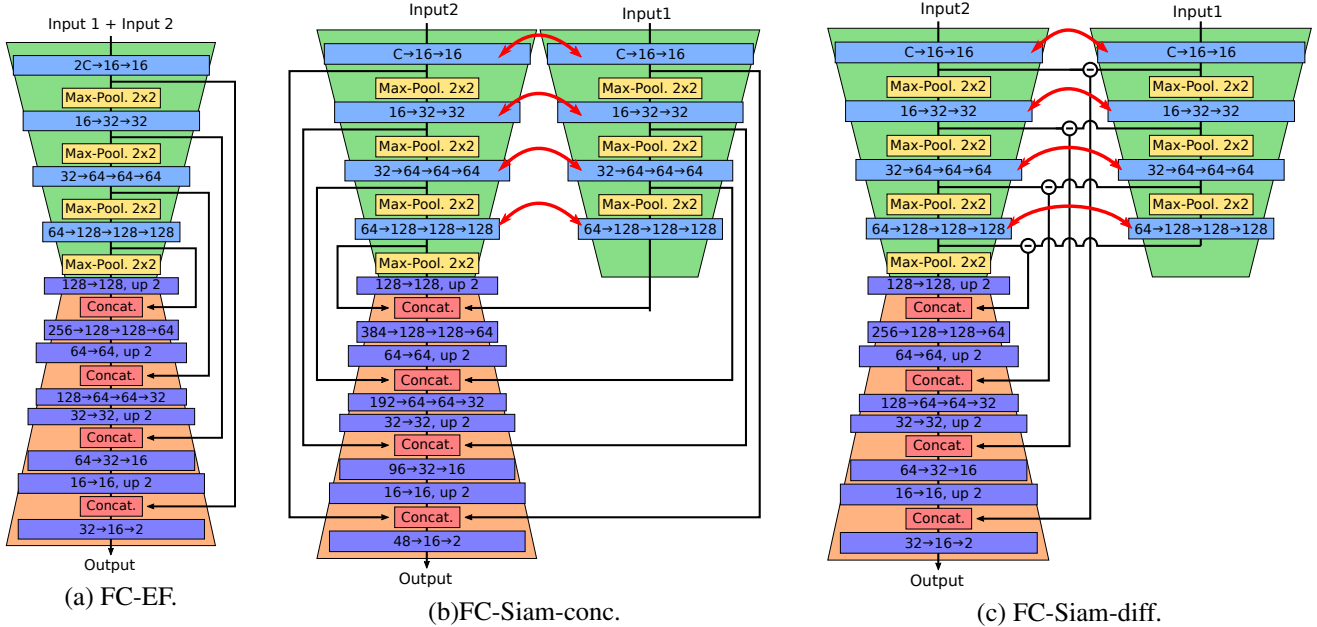 Input 1 + Input 2
2C→16→16
Max-Pool. 2x2
16→32→32
Max-Pool. 2x2
32→64→64→64
Max-Pool. 2x2
64→128→128→128
Max-Pool. 2x2
128→128, up 2
Concat.
256→128→128→64
64→64, up 2
Concat.
128→64→64→32
32→32, up 2
Concat.
64→32→16
16→16, up 2
Concat.
32→16→2
Output
(a) FC-EF.
Input2
C→16→16
Max-Pool. 2x2
16→32→32
Max-Pool. 2x2
32→64→64→64
Max-Pool. 2x2
64→128→128→128
Max-Pool. 2x2
128→128, up 2
Concat.
384→128→128→64
64→64, up 2
Concat.
192→64→64→32
32→32, up 2
Concat.
96→32→16
16→16, up 2
Concat.
48→16→2
Output
Input1
C→16→16
Max-Pool. 2x2
16→32→32
Max-Pool. 2x2
32→64→64→64
Max-Pool. 2x2
64→128→128→128
(b)FC-Siam-conc.
Input2
C→16→16
Max-Pool. 2x2
16→32→32
Max-Pool. 2x2
32→64→64→64
Max-Pool. 2x2
64→128→128→128
Max-Pool. 2x2
128→128, up 2
Concat.
256→128→128→64
64→64, up 2
Concat.
128→64→64→32
32→32, up 2
Concat.
64→32→16
16→16, up 2
Concat.
32→16→2
Output
Input1
C→16→16
Max-Pool. 2x2
16→32→32
Max-Pool. 2x2
32→64→64→64
Max-Pool. 2x2
64→128→128→128
(c) FC-Siam-diff.